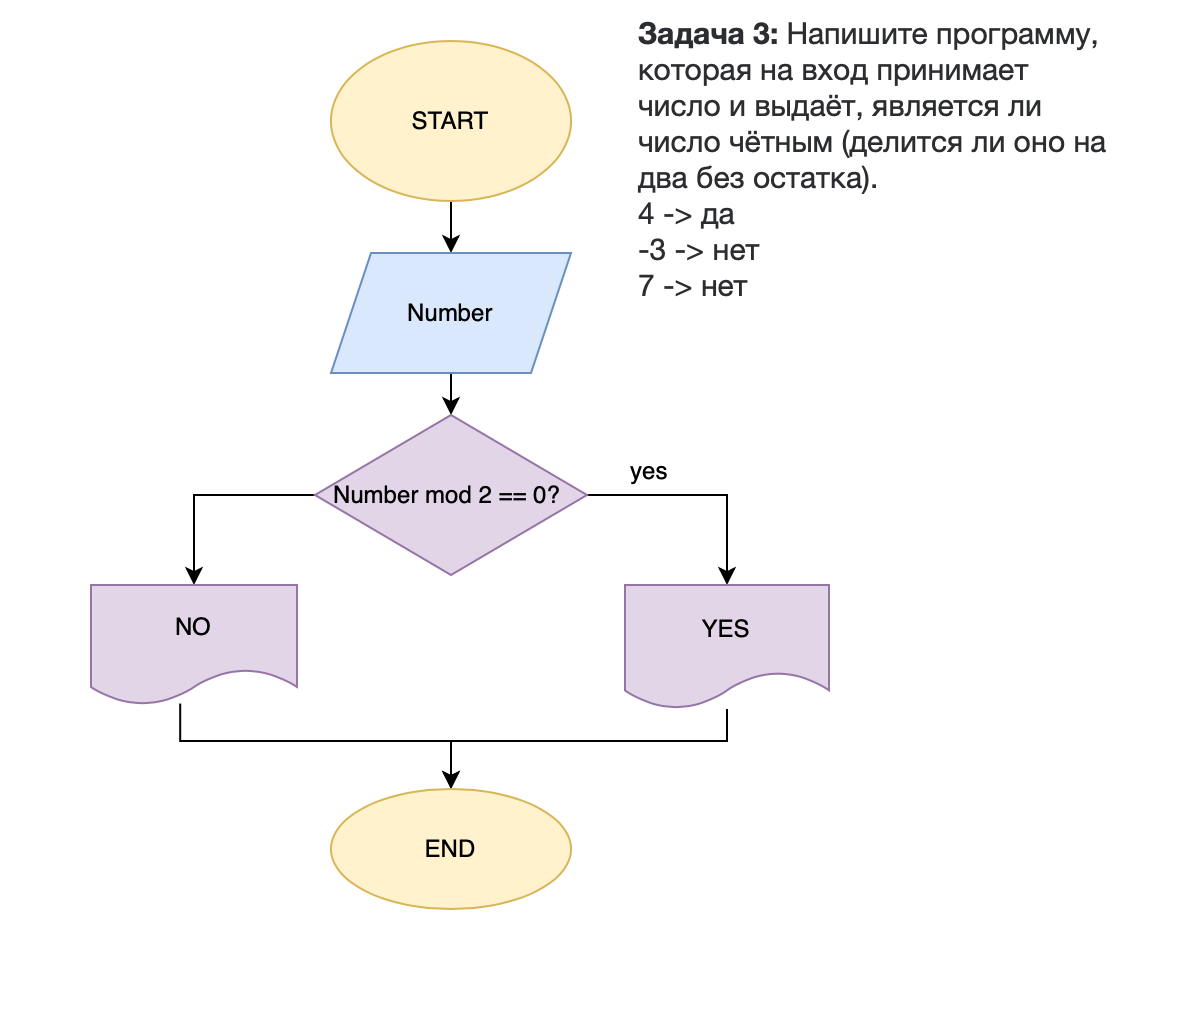 Задача 3: Напишите программу,
которая на вход принимает
число и выдаёт, является ли
число чётным (делится ли оно на
два без остатка).
4 -> да
-3 -> нет
7 -> нет
START
Number
Number mod 2 == 0?
yes
NO
YES
END